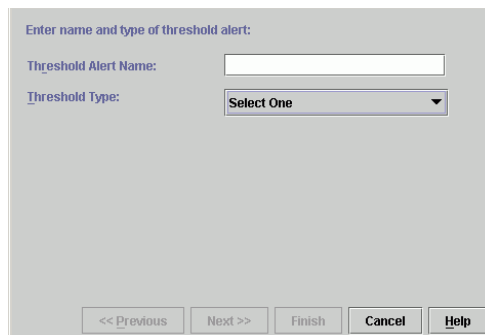 Enter name and type of threshold alert:
Threshold Alert Name:
Threshold Type: Select One
<< Previous Next >> Finish Cancel Help